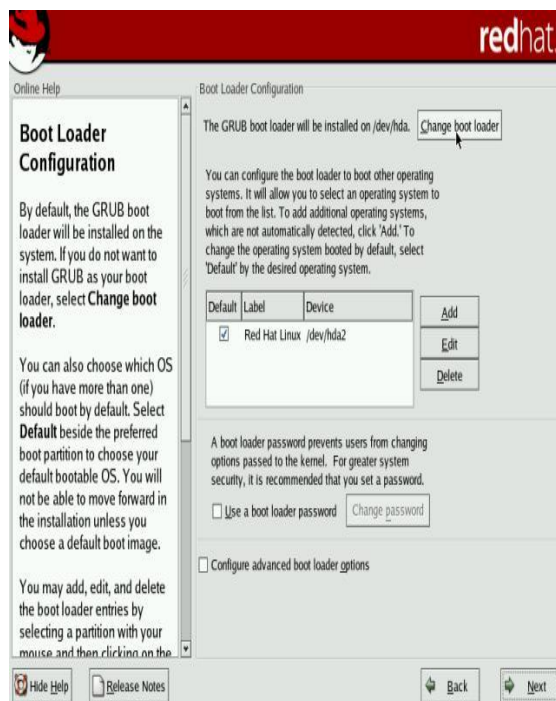 redhat.
Online Help
Boot Loader
Configuration
By default, the GRUB boot
loader will be installed on the
system. If you do not want to
install GRUB as your boot
loader, select Change boot
loader.
You can also choose which OS
(if you have more than one)
should boot by default. Select
Default beside the preferred
boot partition to choose your
default bootable OS. You will
not be able to move forward in
the installation unless you
choose a default boot image.
You may add, edit, and delete
the boot loader entries by
selecting a partition with your
mouse and then clicking on the
Boot Loader Configuration
The GRUB boot loader will be installed on /dev/hda. Change boot loader
You can configure the boot loader to boot other operating
systems. It will allow you to select an operating system to
boot from the list. To add additional operating systems,
which are not automatically detected, click 'Add.' To
change the operating system booted by default, select
'Default' by the desired operating system.
Default Label Device
Red Hat Linux /dev/hda2
Add
Edit
Delete
A boot loader password prevents users from changing
options passed to the kernel. For greater system
security, it is recommended that you set a password.
Use a boot loader password Change password
Configure advanced boot loader options
Hide Help Release Notes Back Next